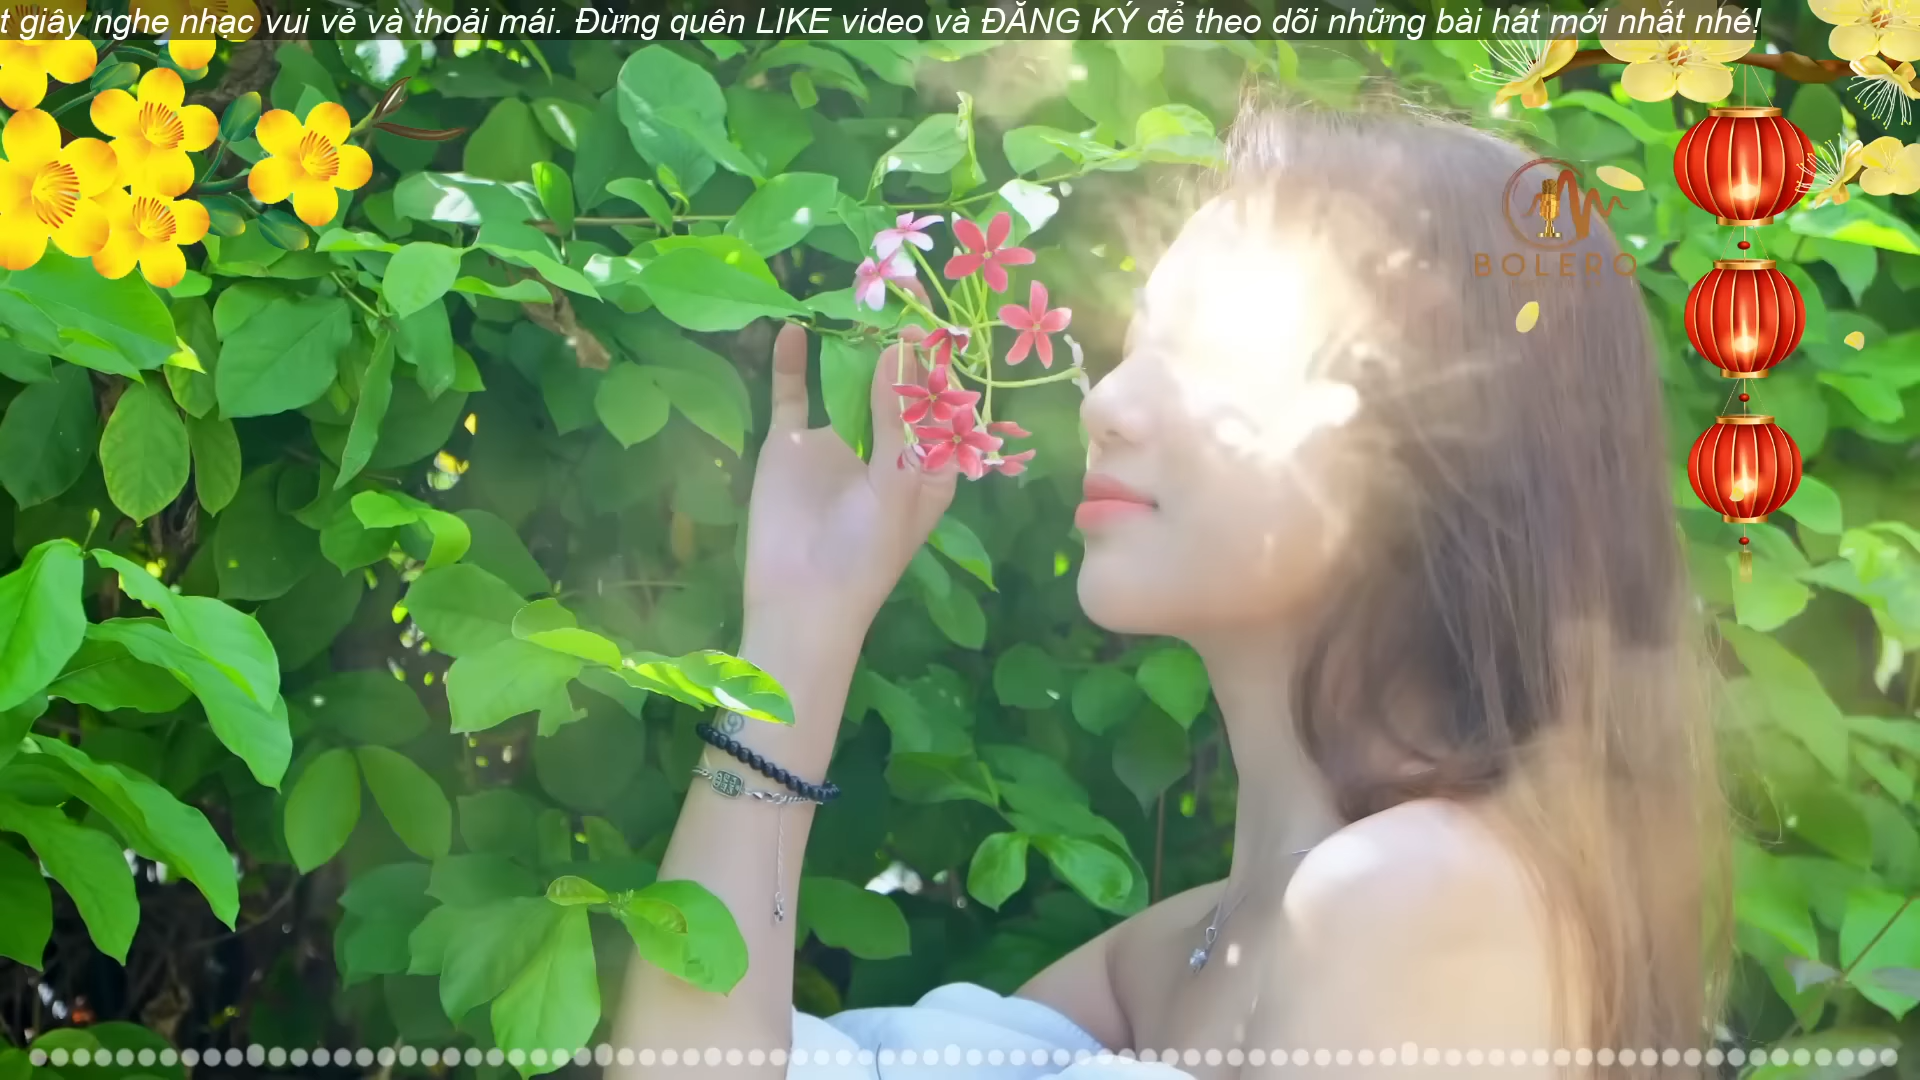 t giây nghe nhạc vui vẻ và thoải mái. Đừng quên LIKE video và ĐĂNG KÝ để theo dõi những bài hát mới nhất nhé!
BOLERO